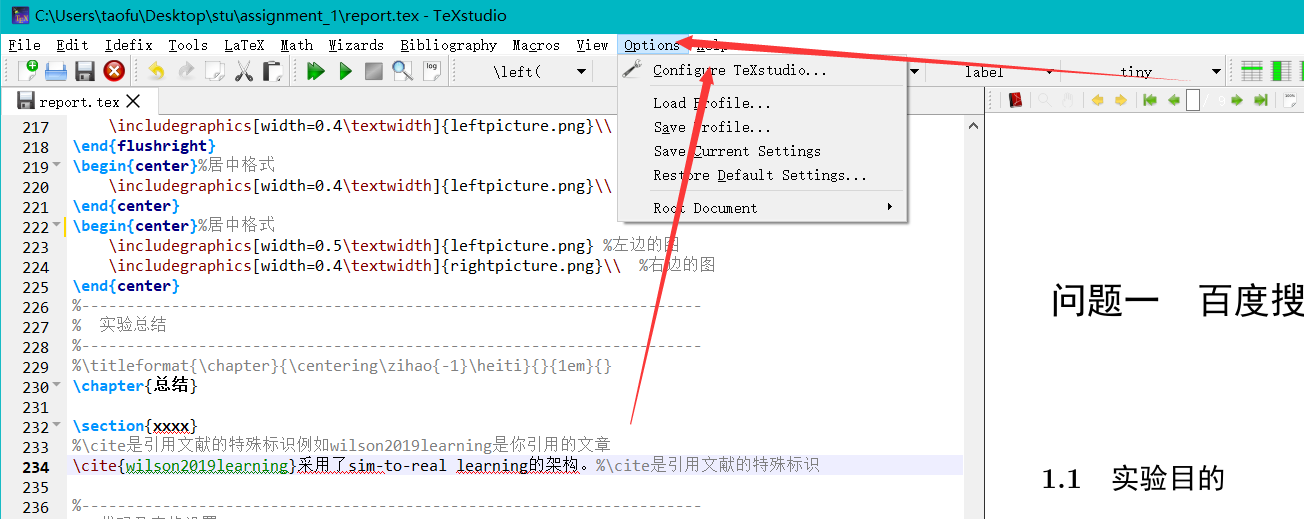 C:\Users\taofu\Desktop\stu\assignment_1\report.tex - TeXstudio
File Edit Idefix Tools LaTeX Math Wizards Bibliography Macros View Options Help
\left( label tiny
Configure TeXstudio...
Load Profile...
Save Profile...
Save Current Settings
Restore Default Settings...
Root Document
report.tex
217 \includegraphics[width=0.4\textwidth]{leftpicture.png}\\
218 \end{flushright}
219 \begin{center}%居中格式
220 \includegraphics[width=0.4\textwidth]{leftpicture.png}\\
221 \end{center}
222 \begin{center}%居中格式
223 \includegraphics[width=0.5\textwidth]{leftpicture.png} %左边的图
224 \includegraphics[width=0.4\textwidth]{rightpicture.png}\\ %右边的图
225 \end{center}
226 %--------------------------------------------------------------------
227 % 实验总结
228 %--------------------------------------------------------------------
229 %\titleformat{\chapter}{\centering\zihao{-1}\heiti}{}{1em}{}
230 \chapter{总结}
231
232 \section{xxxx}
233 %\cite是引用文献的特殊标识例如wilson2019learning是你引用的文章
234 \cite{wilson2019learning}采用了sim-to-real learning的架构。%\cite是引用文献的特殊标识
235
236 %--------------------------------------------------------------------
问题一 百度搜
1.1 实验目的